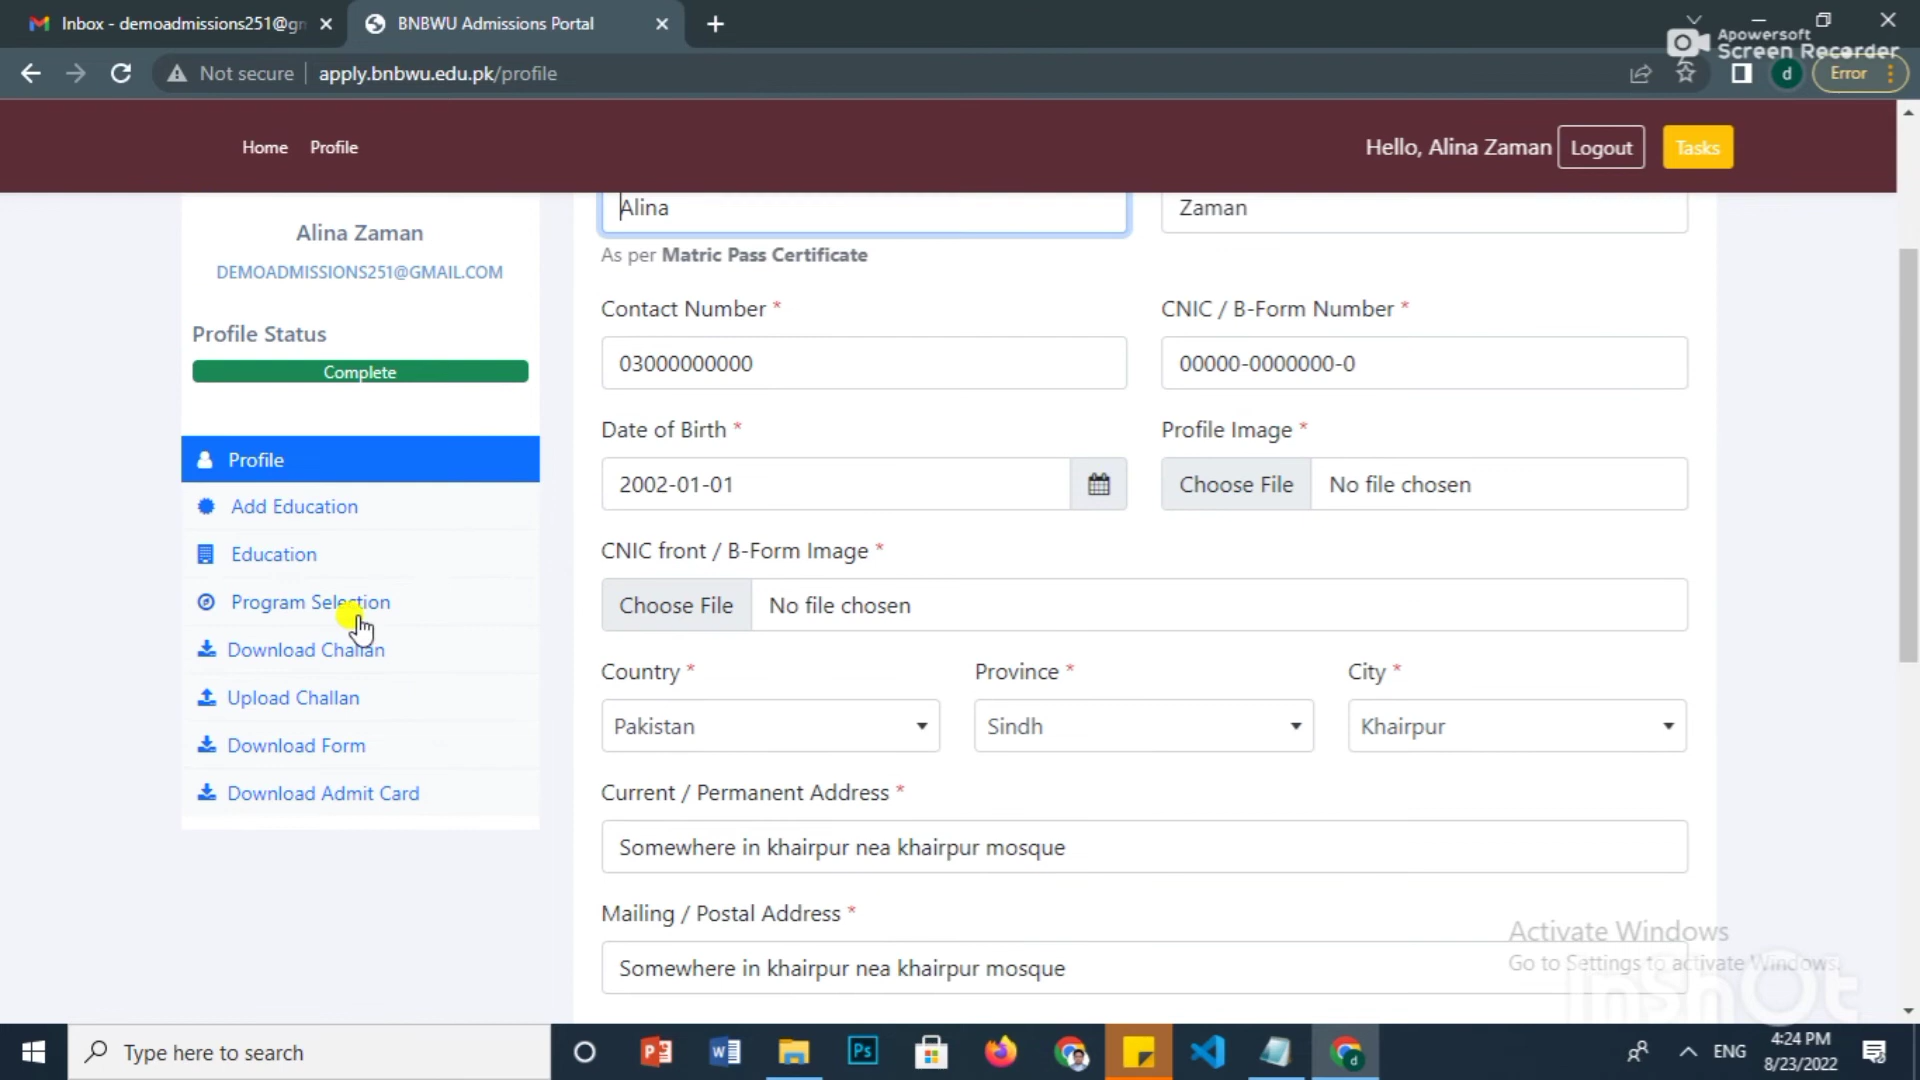 Inbox - demoadmissions251@gm
BNBWU Admissions Portal
Apowersoft
Screen Recorder
Not secure
apply.bnbwu.edu.pk/profile
d
Error
Home
Profile
Hello, Alina Zaman
Logout
Tasks
Alina Zaman
DEMOADMISSIONS251@GMAIL.COM
Profile Status
Complete
Profile
Add Education
Education
Program Selection
Download Challan
Upload Challan
Download Form
Download Admit Card
Alina
Zaman
As per Matric Pass Certificate
Contact Number *
CNIC / B-Form Number *
03000000000
00000-0000000-0
Date of Birth *
Profile Image *
2002-01-01
Choose File
No file chosen
CNIC front / B-Form Image *
Choose File
No file chosen
Country *
Province *
City *
Pakistan
Sindh
Khairpur
Current / Permanent Address *
Somewhere in khairpur nea khairpur mosque
Mailing / Postal Address *
Somewhere in khairpur nea khairpur mosque
Activate Windows
Go to Settings to activate Windows.
InShOt
Type here to search
ENG
4:24 PM
8/23/2022